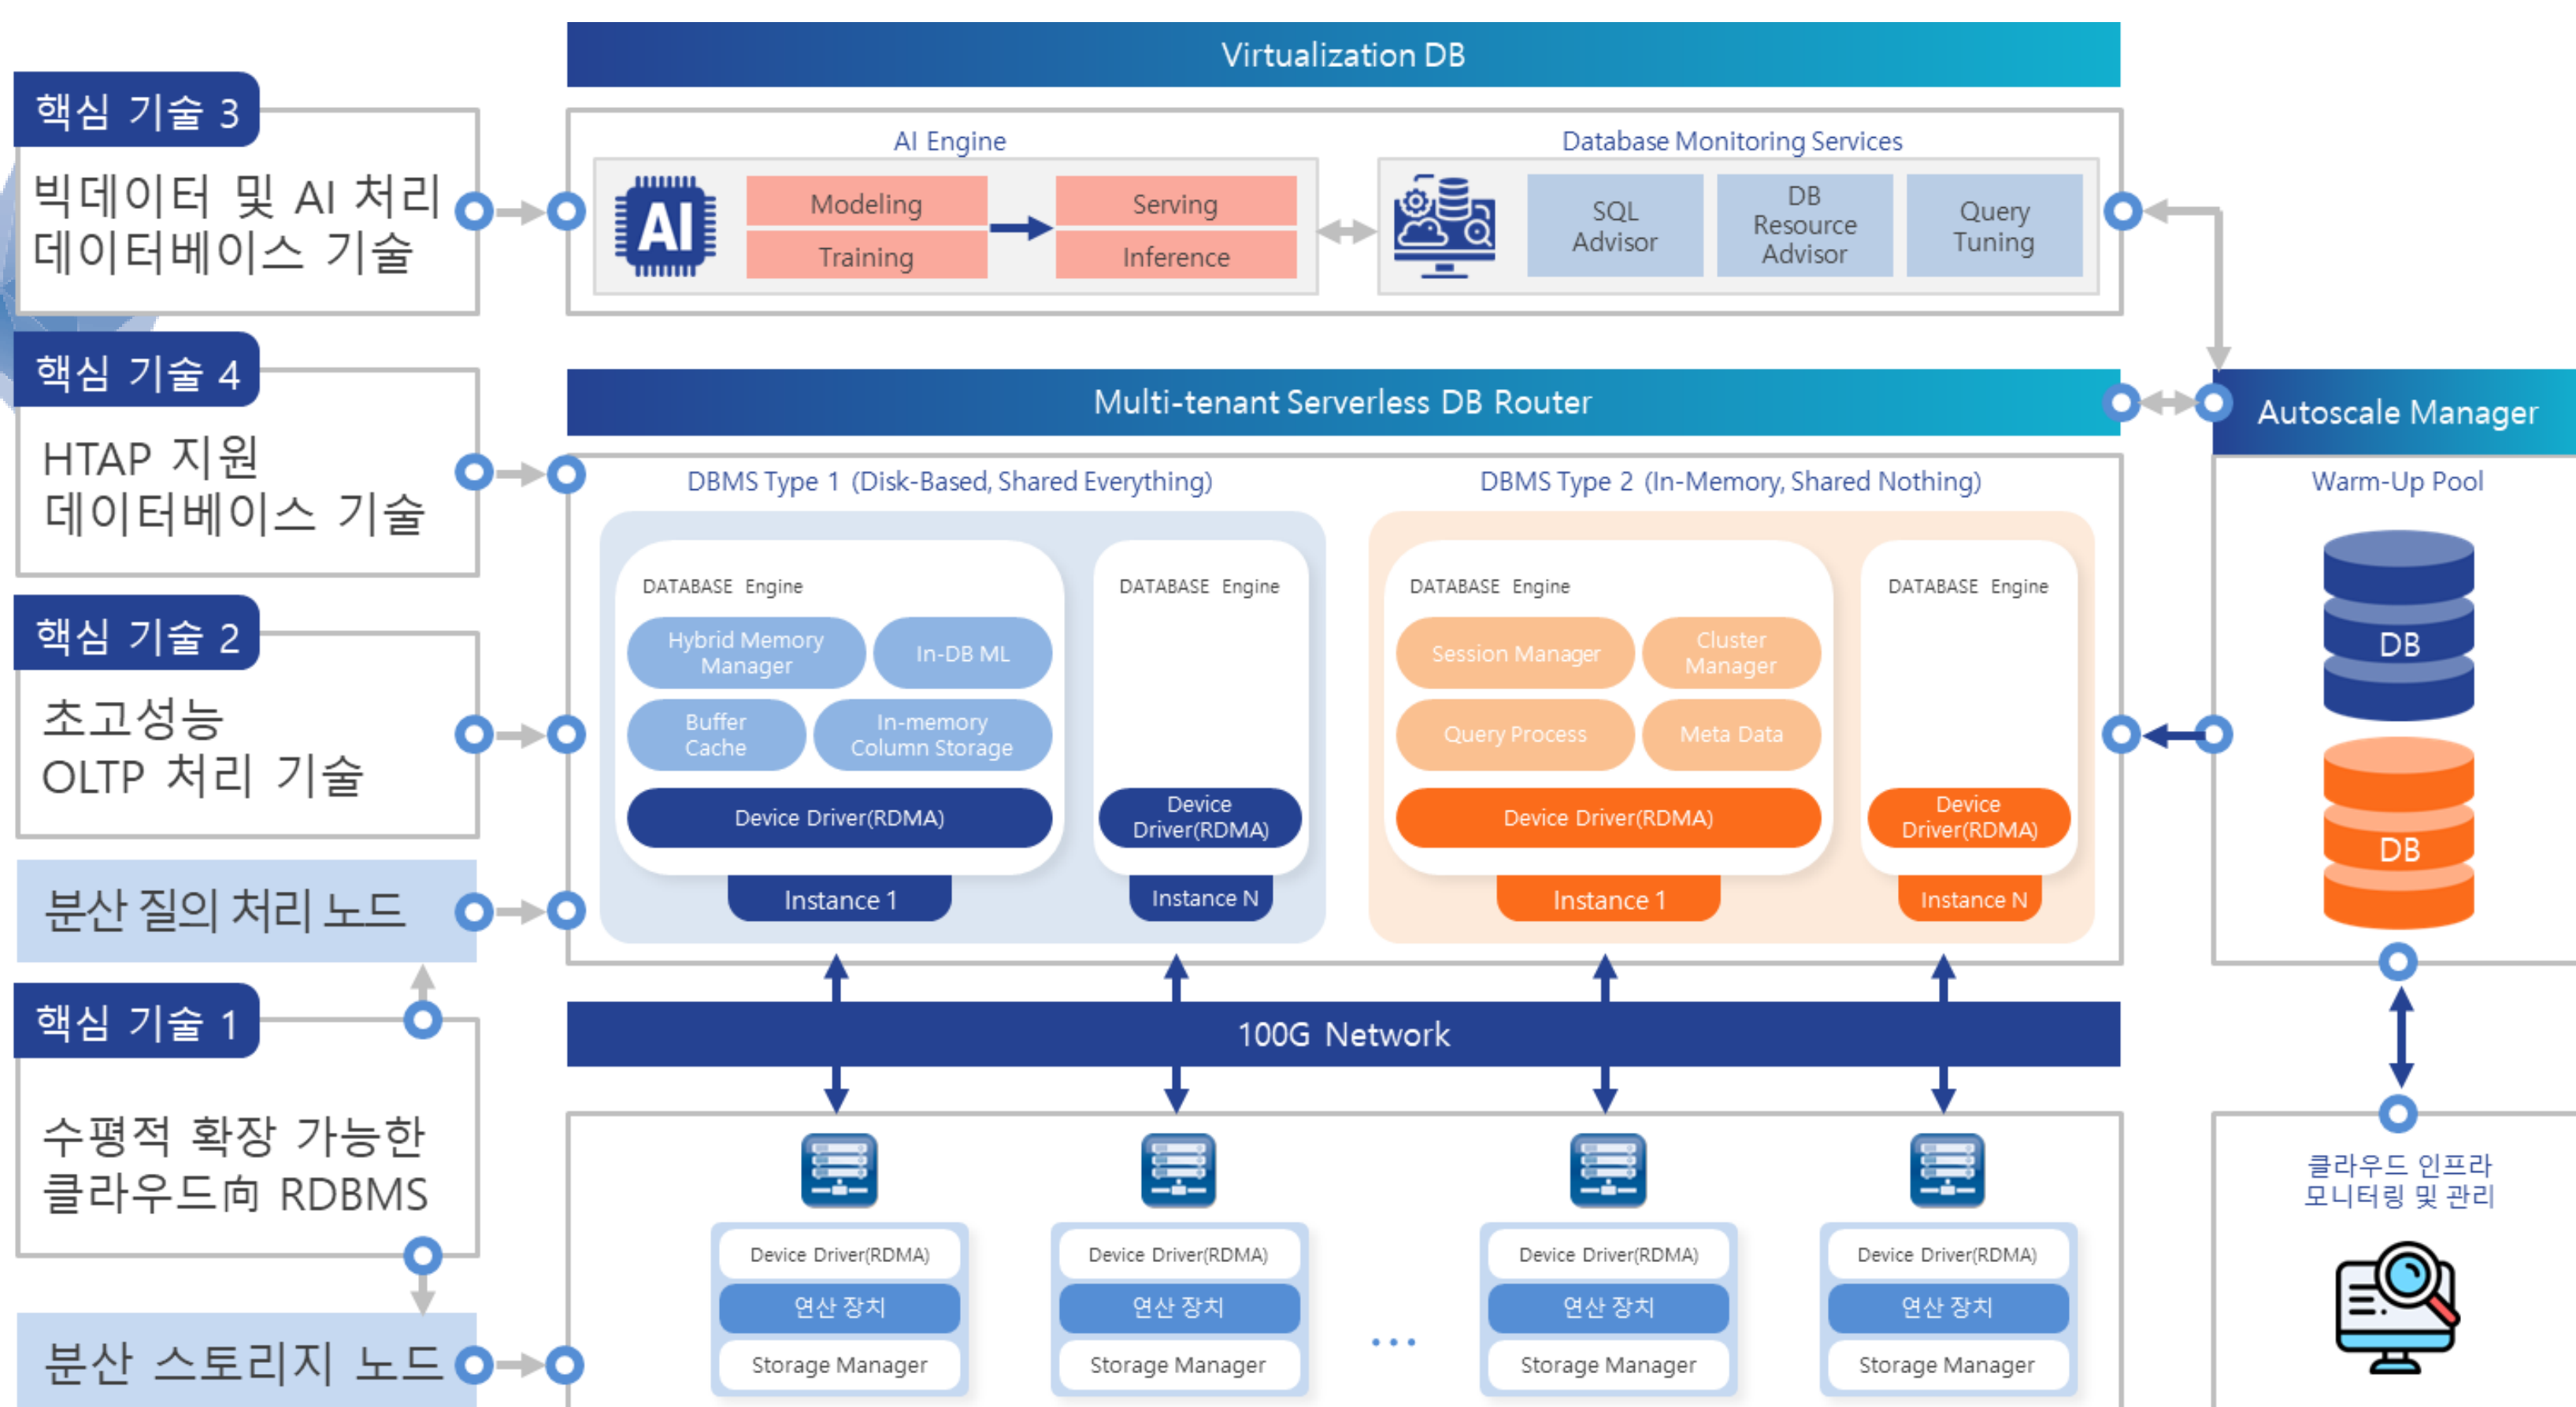 Virtualization DB
핵심 기술 3
빅데이터 및 AI 처리
데이터베이스 기술
AI Engine
AI
Modeling
Training
Serving
Inference
Database Monitoring Services
SQL
Advisor
DB
Resource
Advisor
Query
Tuning
핵심 기술 4
HTAP 지원
데이터베이스 기술
Multi-tenant Serverless DB Router
Autoscale Manager
DBMS Type 1 (Disk-Based, Shared Everything)
DATABASE Engine
Hybrid Memory
Manager
In-DB ML
Buffer
Cache
In-memory
Column Storage
Device Driver(RDMA)
Instance 1
DATABASE Engine
Device
Driver(RDMA)
Instance N
DBMS Type 2 (In-Memory, Shared Nothing)
DATABASE Engine
Session Manager
Cluster
Manager
Query Process
Meta Data
Device Driver(RDMA)
Instance 1
DATABASE Engine
Device
Driver(RDMA)
Instance N
Warm-Up Pool
DB
DB
핵심 기술 2
초고성능
OLTP 처리 기술
분산 질의 처리 노드
핵심 기술 1
수평적 확장 가능한
클라우드向 RDBMS
분산 스토리지 노드
100G Network
Device Driver(RDMA)
연산 장치
Storage Manager
Device Driver(RDMA)
연산 장치
Storage Manager
...
Device Driver(RDMA)
연산 장치
Storage Manager
Device Driver(RDMA)
연산 장치
Storage Manager
클라우드 인프라
모니터링 및 관리